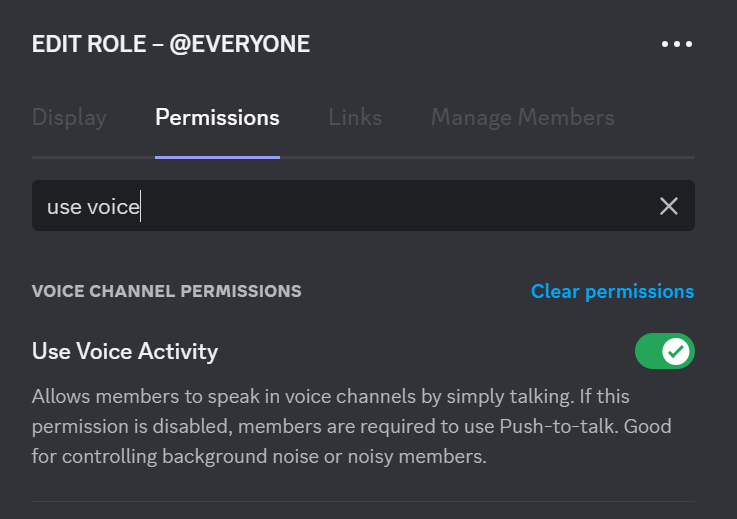 EDIT ROLE – @EVERYONE
Display Permissions Links Manage Members
use voice
VOICE CHANNEL PERMISSIONS Clear permissions
Use Voice Activity
Allows members to speak in voice channels by simply talking. If this
permission is disabled, members are required to use Push-to-talk. Good
for controlling background noise or noisy members.